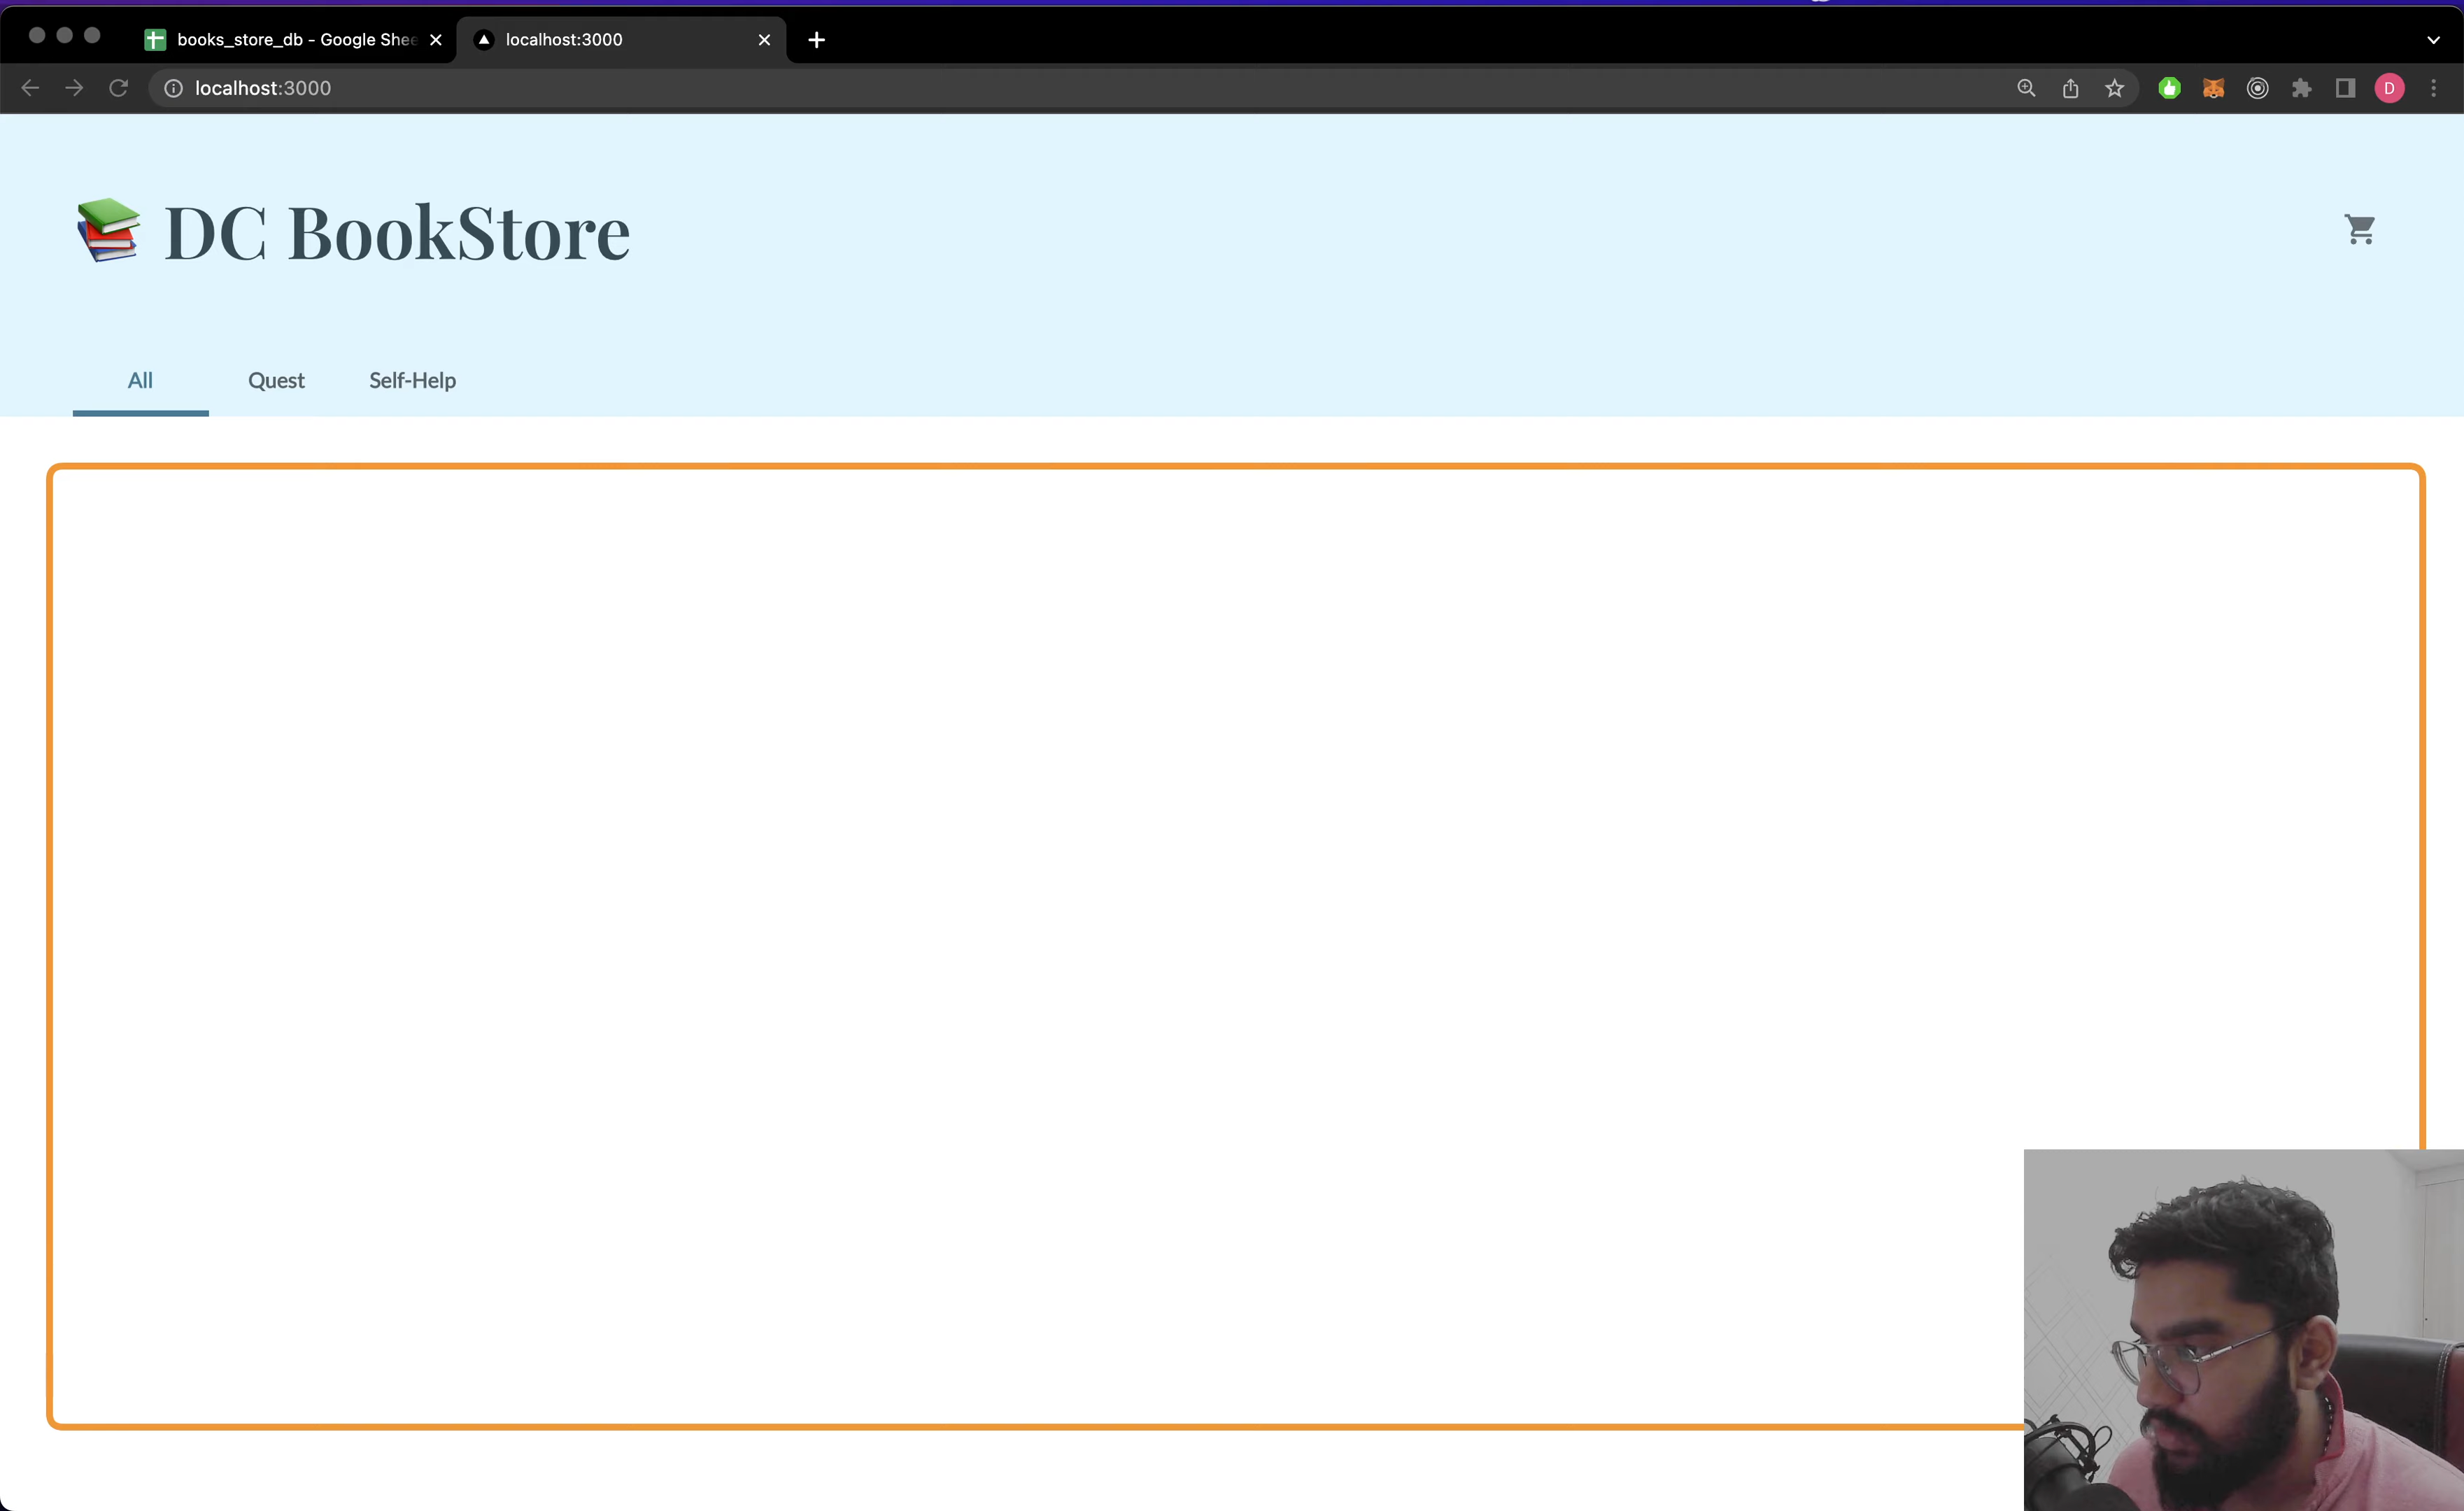 books_store_db - Google Shee
localhost:3000
localhost:3000
D
DC BookStore
All
Quest
Self-Help